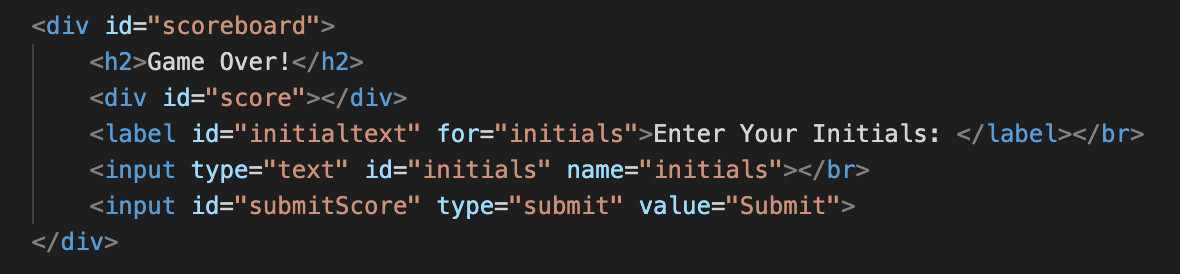 <div id="scoreboard">
<h2>Game Over!</h2>
<div id="score"></div>
<label id="initialtext" for="initials">Enter Your Initials: </label></br>
<input type="text" id="initials" name="initials"></br>
<input id="submitScore" type="submit" value="Submit">
</div>